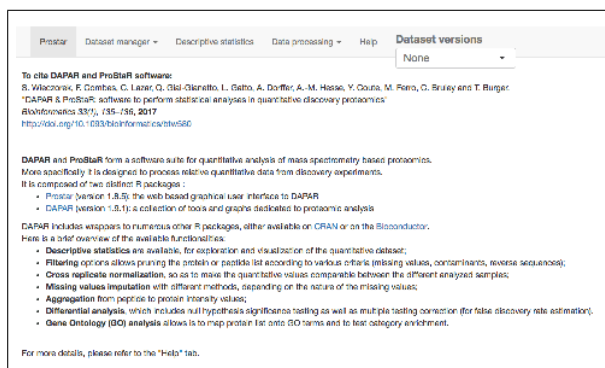 Prostar Dataset manager Descriptive statistics Data processing Help Dataset versions
None
To cite DAPAR and ProStaR software:
S. Wieczorek, F. Combes, C. Lazar, Q. Giai-Gianetto, L. Gatto, A. Dorffer, A.-M. Hesse, Y. Coute, M. Ferro, C. Bruley and T. Burger.
"DAPAR & ProStaR: software to perform statistical analyses in quantitative discovery proteomics"
Bioinformatics 33(1), 135–136, 2017
http://doi.org/10.1093/bioinformatics/btw580
DAPAR and ProStaR form a software suite for quantitative analysis of mass spectrometry based proteomics.
More specifically it is designed to process relative quantitative data from discovery experiments.
It is composed of two distinct R packages :
• Prostar (version 1.8.5): the web based graphical user interface to DAPAR
• DAPAR (version 1.9.1): a collection of tools and graphs dedicated to proteomic analysis
DAPAR includes wrappers to numerous other R packages, either available on CRAN or on the Bioconductor.
Here is a brief overview of the available functionalities:
• Descriptive statistics are available, for exploration and visualization of the quantitative dataset;
• Filtering options allows pruning the protein or peptide list according to various criteria (missing values, contaminants, reverse sequences);
• Cross replicate normalization, so as to make the quantitative values comparable between the different analyzed samples;
• Missing values imputation with different methods, depending on the nature of the missing values;
• Aggregation from peptide to protein intensity values;
• Differential analysis, which includes null hypothesis significance testing as well as multiple testing correction (for false discovery rate estimation).
• Gene Ontology (GO) analysis allows is to map protein list onto GO terms and to test category enrichment.
For more details, please refer to the "Help" tab.